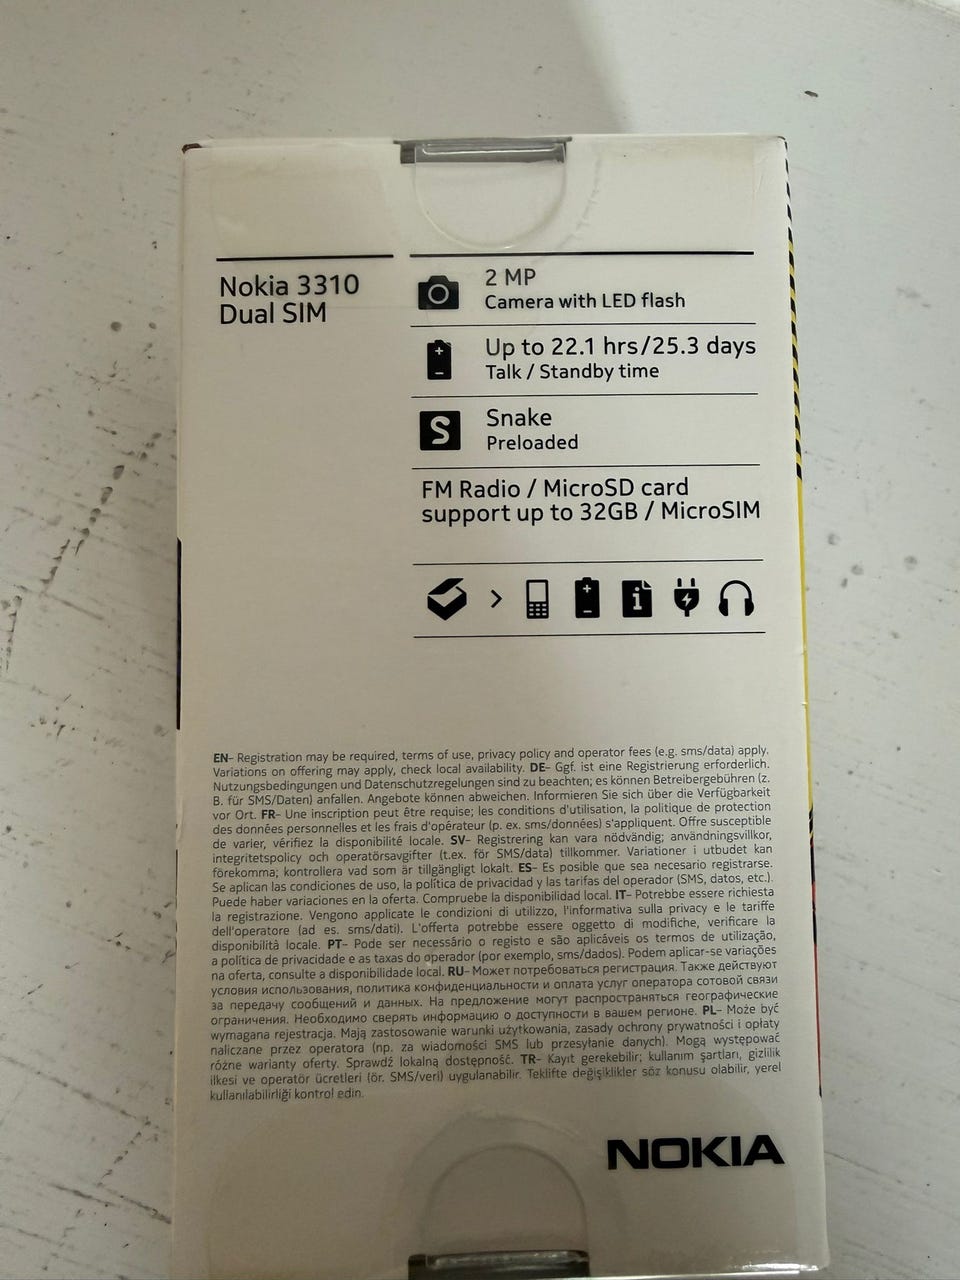 Nokia 3310
Dual SIM
2 MP
Camera with LED flash
Up to 22.1 hrs/25.3 days
Talk / Standby time
S
Snake
Preloaded
FM Radio / MicroSD card
support up to 32GB / MicroSIM
EN– Registration may be required, terms of use, privacy policy and operator fees (e.g. sms/data) apply.
Variations on offering may apply, check local availability. DE– Ggf. ist eine Registrierung erforderlich.
Nutzungsbedingungen und Datenschutzregelungen sind zu beachten; es können Betreibergebühren (z.
B. für SMS/Daten) anfallen. Angebote können abweichen. Informieren Sie sich über die Verfügbarkeit
vor Ort. FR– Une inscription peut être requise; les conditions d'utilisation, la politique de protection
des données personnelles et les frais d'opérateur (p. ex. sms/données) s'appliquent. Offre susceptible
de varier, vérifiez la disponibilité locale. SV– Registrering kan vara nödvändig; användningsvillkor,
integritetspolicy och operatörsavgifter (t.ex. för SMS/data) tillkommer. Variationer i utbudet kan
förekomma; kontrollera vad som är tillgängligt lokalt. ES– Es posible que sea necesario registrarse.
Se aplican las condiciones de uso, la política de privacidad y las tarifas del operador (SMS, datos, etc.).
Puede haber variaciones en la oferta. Compruebe la disponibilidad local. IT– Potrebbe essere richiesta
la registrazione. Vengono applicate le condizioni di utilizzo, l'informativa sulla privacy e le tariffe
dell'operatore (ad es. sms/dati). L'offerta potrebbe essere oggetto di modifiche, verificare la
disponibilità locale. PT– Pode ser necessário o registo e são aplicáveis os termos de utilização,
a política de privacidade e as taxas do operador (por exemplo, sms/dados). Podem aplicar-se variações
na oferta, consulte a disponibilidade local. RU– Может потребоваться регистрация. Также действуют
условия использования, политика конфиденциальности и оплата услуг оператора сотовой связи
за передачу сообщений и данных. На предложение могут распространяться географические
ограничения. Необходимо сверять информацию о доступности в вашем регионе. PL– Może być
wymagana rejestracja. Mają zastosowanie warunki użytkowania, zasady ochrony prywatności i opłaty
naliczane przez operatora (np. za wiadomości SMS lub przesyłanie danych). Mogą występować
różne warianty oferty. Sprawdź lokalną dostępność. TR– Kayıt gerekebilir; kullanım şartları, gizlilik
ilkesi ve operatör ücretleri (ör. SMS/veri) uygulanabilir. Teklifte değişiklikler söz konusu olabilir, yerel
kullanılabilirliği kontrol edin.
NOKIA